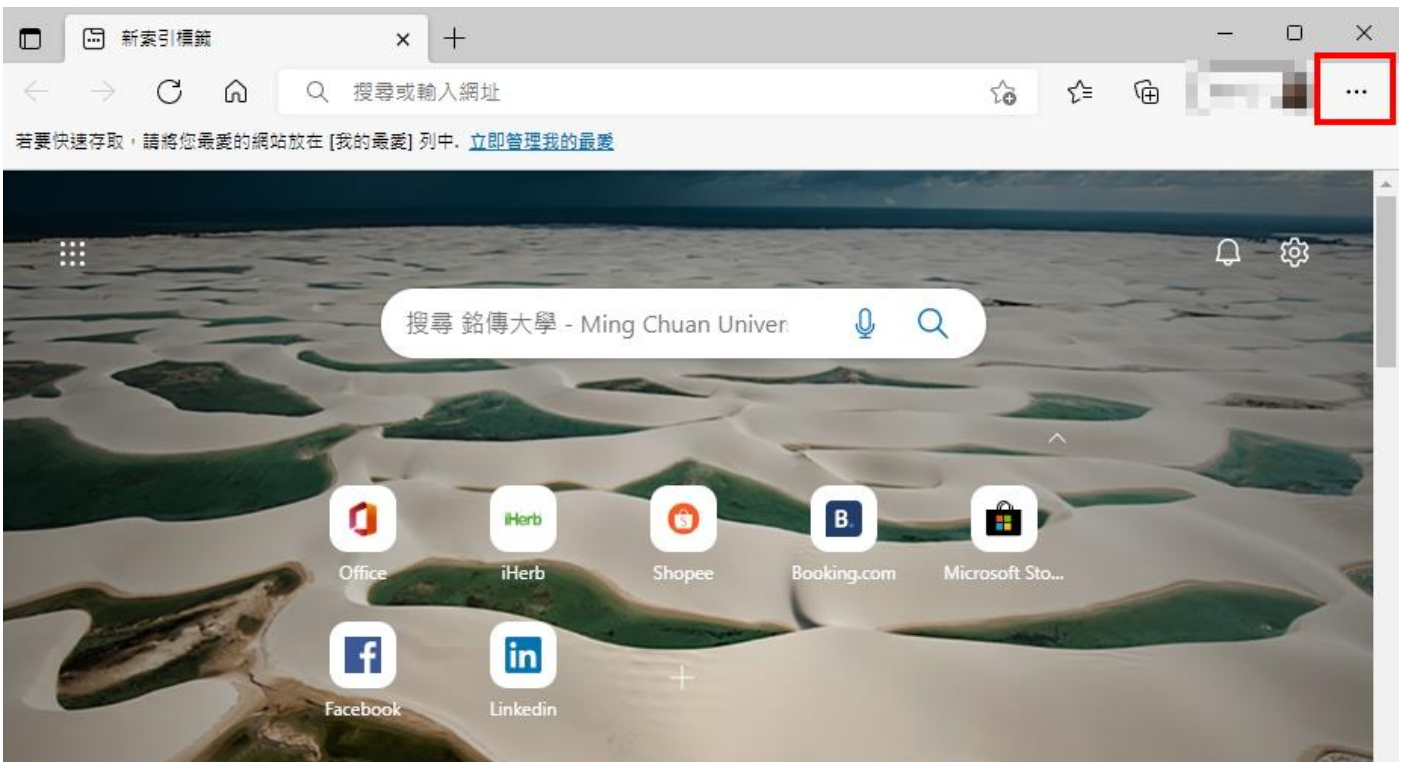 新索引標籤
搜尋或輸入網址
若要快速存取，請將您最愛的網站放在 [我的最愛] 列中. 立即管理我的最愛
搜尋 銘傳大學 - Ming Chuan Univer
iHerb
B.
Office
iHerb
Shopee
Booking.com
Microsoft Sto...
f
in
Facebook
Linkedin